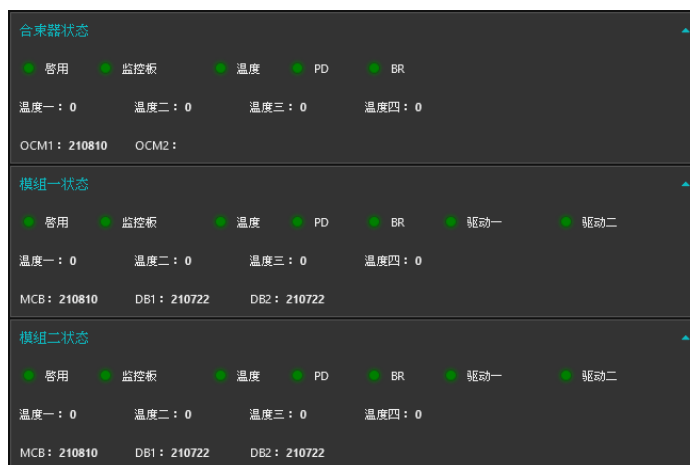 合束器状态
启用 监控板 温度 PD BR
温度一：0 温度二：0 温度三：0 温度四：0
OCM1：210810 OCM2：
模组一状态
启用 监控板 温度 PD BR 驱动一 驱动二
温度一：0 温度二：0 温度三：0 温度四：0
MCB：210810 DB1：210722 DB2：210722
模组二状态
启用 监控板 温度 PD BR 驱动一 驱动二
温度一：0 温度二：0 温度三：0 温度四：0
MCB：210810 DB1：210722 DB2：210722